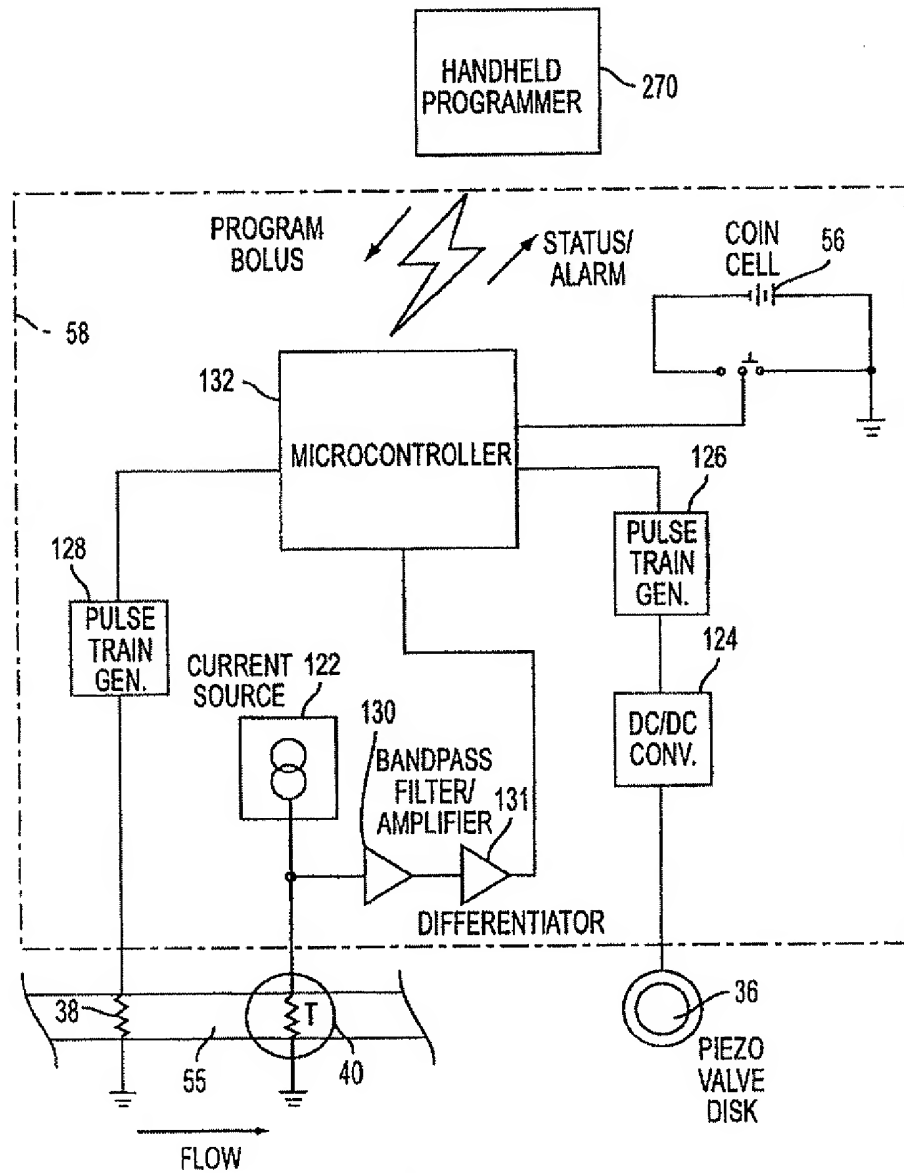 HANDHELD
PROGRAMMER
270
PROGRAM
BOLUS
STATUS/
ALARM
COIN
CELL
56
58
132
MICROCONTROLLER
126
PULSE
TRAIN
GEN.
128
PULSE
TRAIN
GEN.
CURRENT
SOURCE
122
124
DC/DC
CONV.
130
BANDPASS
FILTER/
AMPLIFIER
131
DIFFERENTIATOR
38
T
55
40
36
PIEZO
VALVE
DISK
FLOW